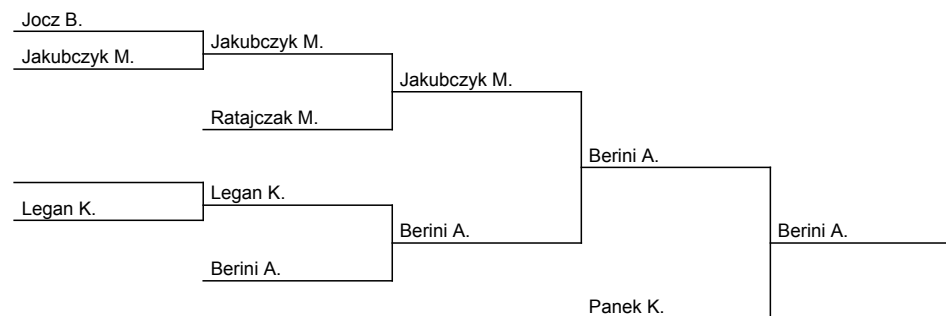 Jocz B.
Jakubczyk M.
Jakubczyk M.
Jakubczyk M.
Ratajczak M.
Berini A.
Legan K.
Legan K.
Berini A.
Berini A.
Berini A.
Panek K.